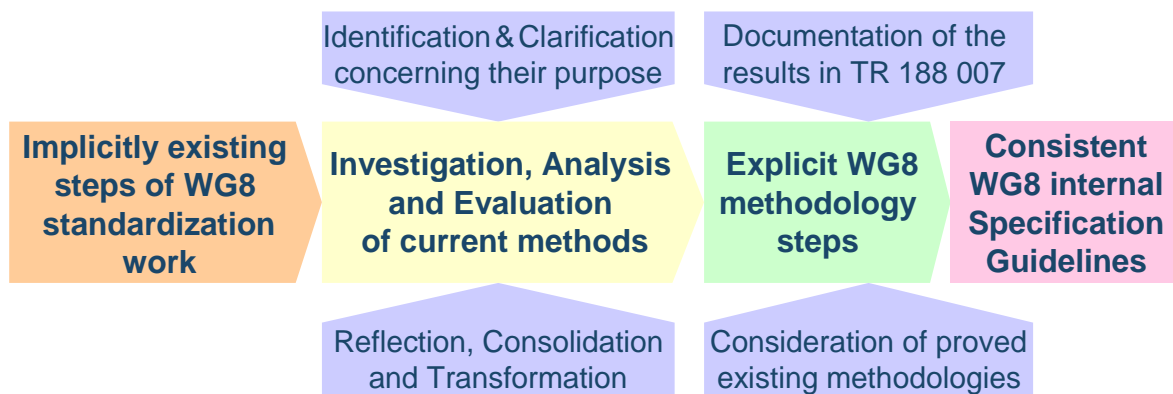 Identification & Clarification
concerning their purpose
Documentation of the
results in TR 188 007
Implicitly existing
steps of WG8
standardization
work
Investigation, Analysis
and Evaluation
of current methods
Explicit WG8
methodology
steps
Consistent
WG8 internal
Specification
Guidelines
Reflection, Consolidation
and Transformation
Consideration of proved
existing methodologies